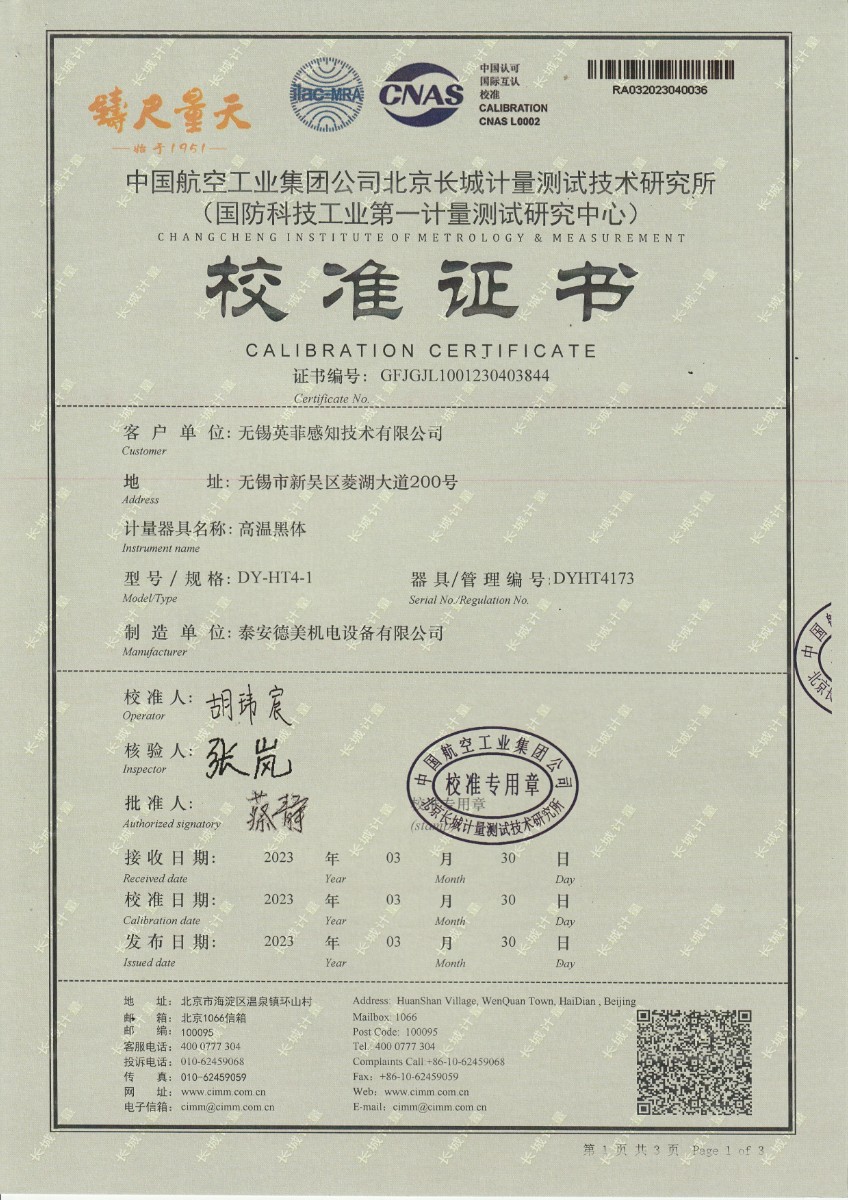 鑄尺量天
始于1951
ilac-MRA
CNAS
中国认可
国际互认
校准
CALIBRATION
CNAS L0002
RA032023040036
中国航空工业集团公司北京长城计量测试技术研究所
（国防科技工业第一计量测试研究中心）
CHANGCHENG INSTITUTE OF METROLOGY & MEASUREMENT
校准证书
CALIBRATION CERTIFICATE
证书编号: GFJGJL1001230403844
Certificate No.
客户单位: 无锡英菲感知技术有限公司
Customer
地址: 无锡市新吴区菱湖大道200号
Address
计量器具名称: 高温黑体
Instrument name
型号/规格: DY-HT4-1 器具/管理编号: DYHT4173
Model/Type Serial No./Regulation No.
制造单位: 泰安德美机电设备有限公司
Manufacturer
校准人: 胡玮宸
Operator
核验人: 张岚
Inspector
批准人: 蔡静
Authorized signatory
中国航空工业集团公司
校准专用章
北京长城计量测试技术研究所
接收日期: 2023 年 03 月 30 日
Received date Year Month Day
校准日期: 2023 年 03 月 30 日
Calibration date Year Month Day
发布日期: 2023 年 03 月 30 日
Issued date Year Month Day
地址: 北京市海淀区温泉镇环山村 Address: HuanShan Village, WenQuan Town, HaiDian , Beijing
邮箱: 北京1066信箱 Mailbox: 1066
邮编: 100095 Post Code: 100095
客服电话: 400 0777 304 Tel. 400 0777 304
投诉电话: 010-62459068 Complaints Call +86-10-62459068
传真: 010-62459059 Fax: +86-10-62459059
网址: www.cimm.com.cn Web: www.cimm.com.cn
电子信箱: cimm@cimm.com.cn E-mail: cimm@cimm.com.cn
第 1 页 共 3 页 Page 1 of 3
长城计量